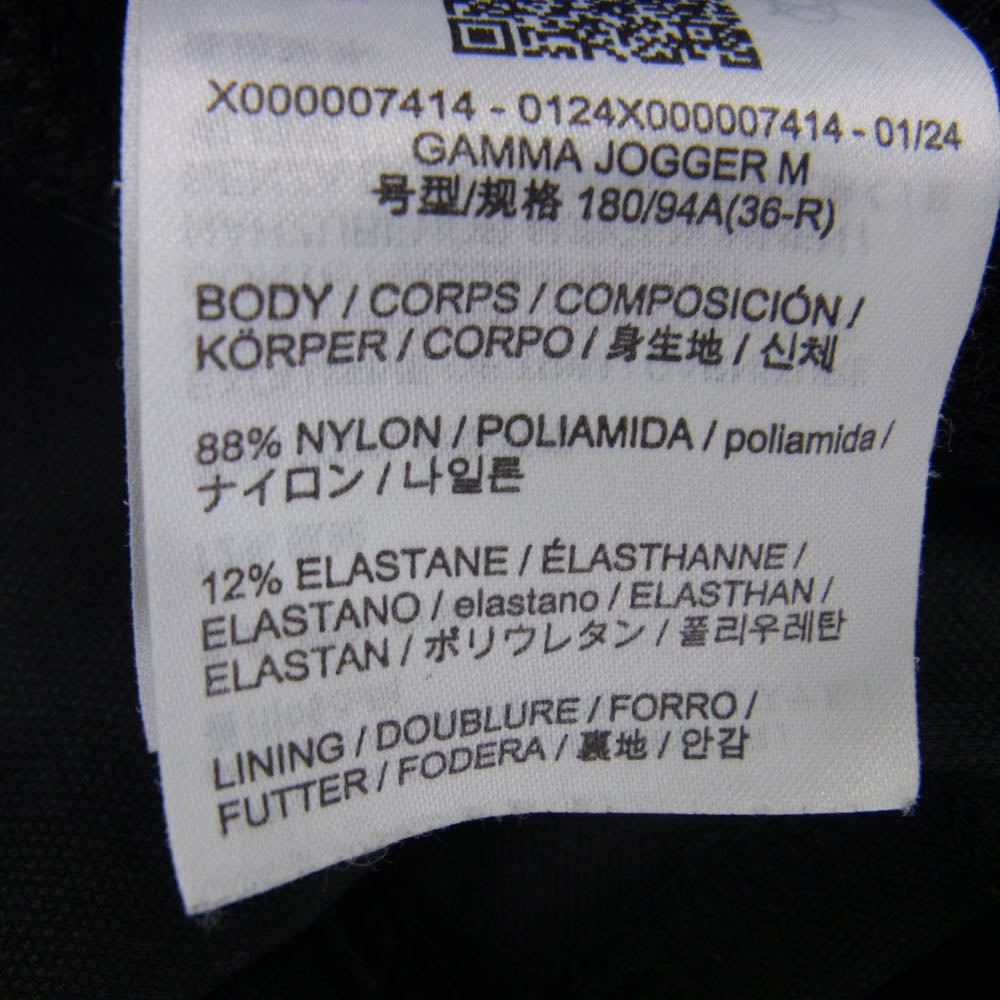 X000007414 - 0124X000007414 - 01/24
GAMMA JOGGER M
号型/规格 180/94A(36-R)
BODY / CORPS / COMPOSICIÓN /
KÖRPER / CORPO / 身生地 / 신체
88% NYLON / POLIAMIDA / poliamida /
ナイロン / 나일론
12% ELASTANE / ÉLASTHANNE /
ELASTANO / elastano / ELASTHAN /
ELASTAN / ポリウレタン / 폴리우레탄
LINING / DOUBLURE / FORRO /
FUTTER / FODERA / 裏地 / 안감